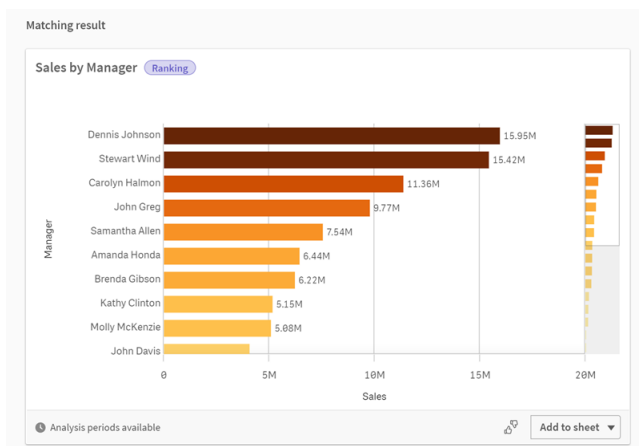 Matching result
Sales by Manager Ranking
Manager
Dennis Johnson 15.95M
Stewart Wind 15.42M
Carolyn Halmon 11.36M
John Greg 9.77M
Samantha Allen 7.54M
Amanda Honda 6.44M
Brenda Gibson 6.22M
Kathy Clinton 5.15M
Molly McKenzie 5.08M
John Davis
0 5M 10M 15M 20M
Sales
Analysis periods available Add to sheet